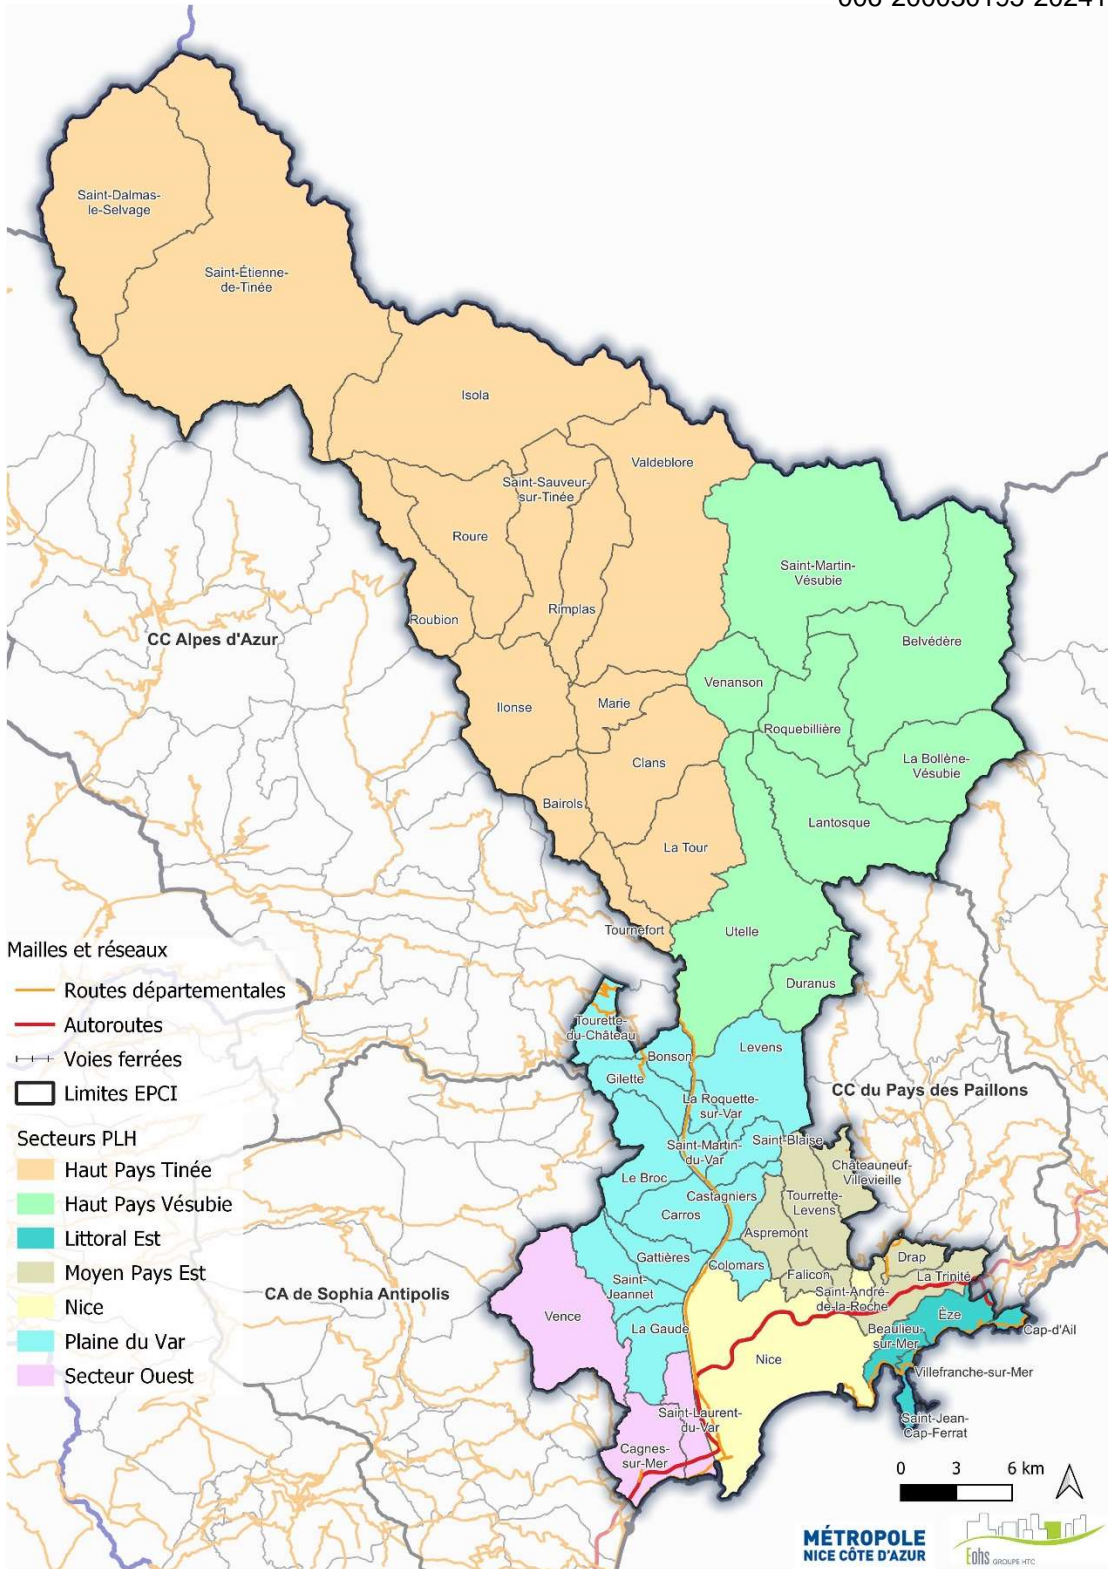 Saint-Dalmas-
le-Selvage
Saint-Étienne-
de-Tinée
Isola
Valdeblore
Saint-Sauveur-
sur-Tinée
Roure
Saint-Martin-
Vésubie
Rimplas
Roubion
CC Alpes d'Azur
Belvédère
Venanson
Ilonse
Marie
Roquebillière
Clans
La Bollène-
Vésubie
Bairols
Lantosque
La Tour
Tournefort
Utelle
Duranus
Mailles et réseaux
Routes départementales
Autoroutes
Voies ferrées
Limites EPCI
Secteurs PLH
Haut Pays Tinée
Haut Pays Vésubie
Littoral Est
Moyen Pays Est
Nice
Plaine du Var
Secteur Ouest
Tourette-
du-Château
Bonson
Levens
Gilette
La Roquette-
sur-Var
CC du Pays des Paillons
Saint-Martin-
du-Var
Saint-Blaise
Châteauneuf-
Villevieille
Le Broc
Castagniers
Tourrette-
Levens
Carros
Aspremont
Gattières
Colomars
Drap
Falicon
La Trinité
Saint-
Jeannet
Saint-André-
de-la-Roche
CA de Sophia Antipolis
Vence
La Gaude
Èze
Beaulieu-
sur-Mer
Cap-d'Ail
Nice
Villefranche-sur-Mer
Saint-Laurent-
du-Var
Saint-Jean-
Cap-Ferrat
Cagnes-
sur-Mer
0 3 6 km
MÉTROPOLE
NICE CÔTE D'AZUR
Eohs GROUPE HTC